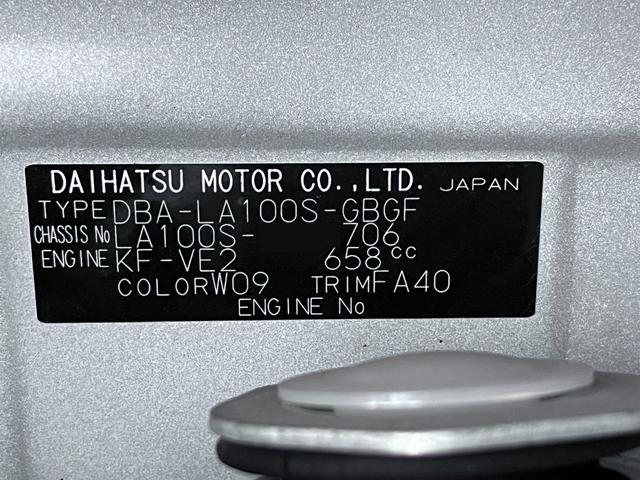 DAIHATSU MOTOR CO.,LTD. JAPAN
TYPE DBA-LA100S-GBGF
CHASSIS No LA100S- 706
ENGINE KF-VE2 658cc
COLOR W09 TRIM FA40
ENGINE No